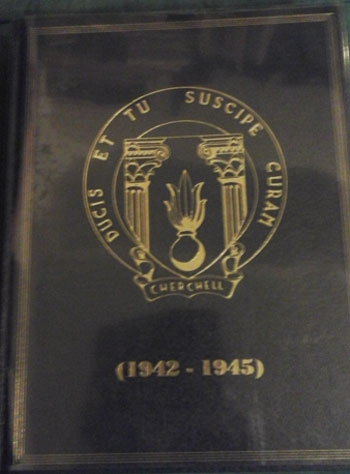 DUCIS ET TU SUSCIPE CURAM
CHERCHELL
(1942 - 1945)